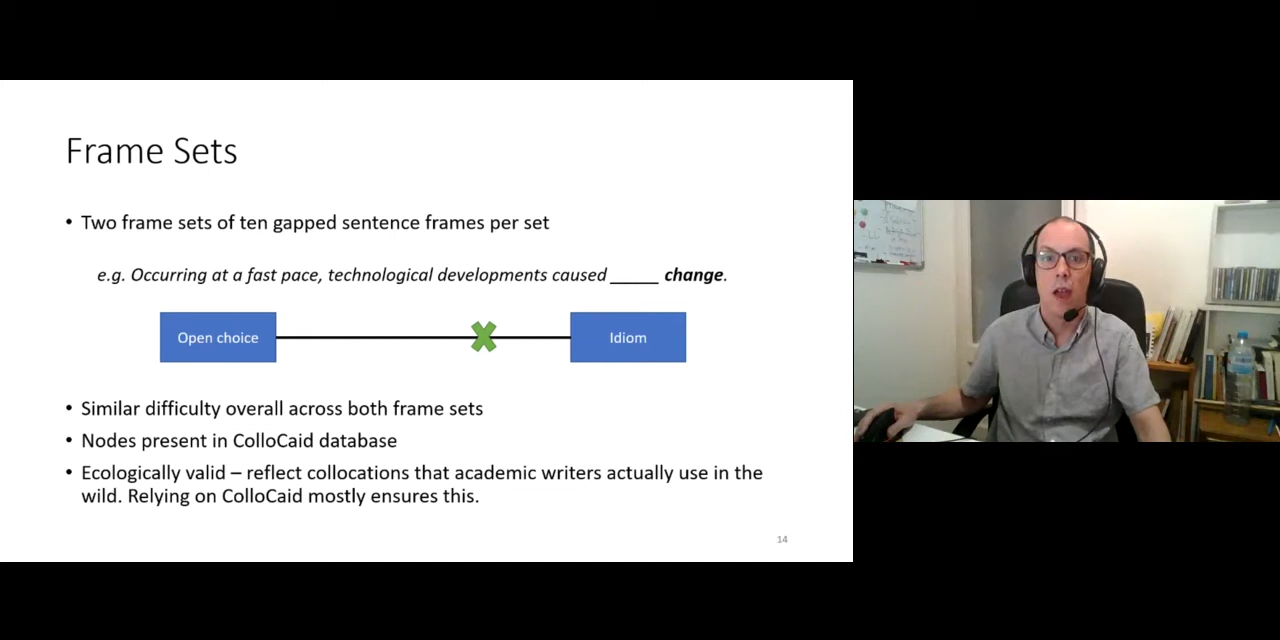 Frame Sets
• Two frame sets of ten gapped sentence frames per set
e.g. Occurring at a fast pace, technological developments caused _____ change.
Open choice
Idiom
• Similar difficulty overall across both frame sets
• Nodes present in ColloCaid database
• Ecologically valid – reflect collocations that academic writers actually use in the
wild. Relying on ColloCaid mostly ensures this.
14